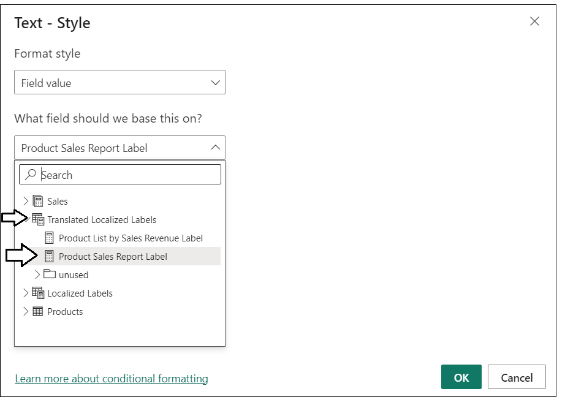 Text - Style
Format style
Field value
What field should we base this on?
Product Sales Report Label
Search
Sales
Translated Localized Labels
Product List by Sales Revenue Label
Product Sales Report Label
unused
Localized Labels
Products
Learn more about conditional formatting
OK
Cancel